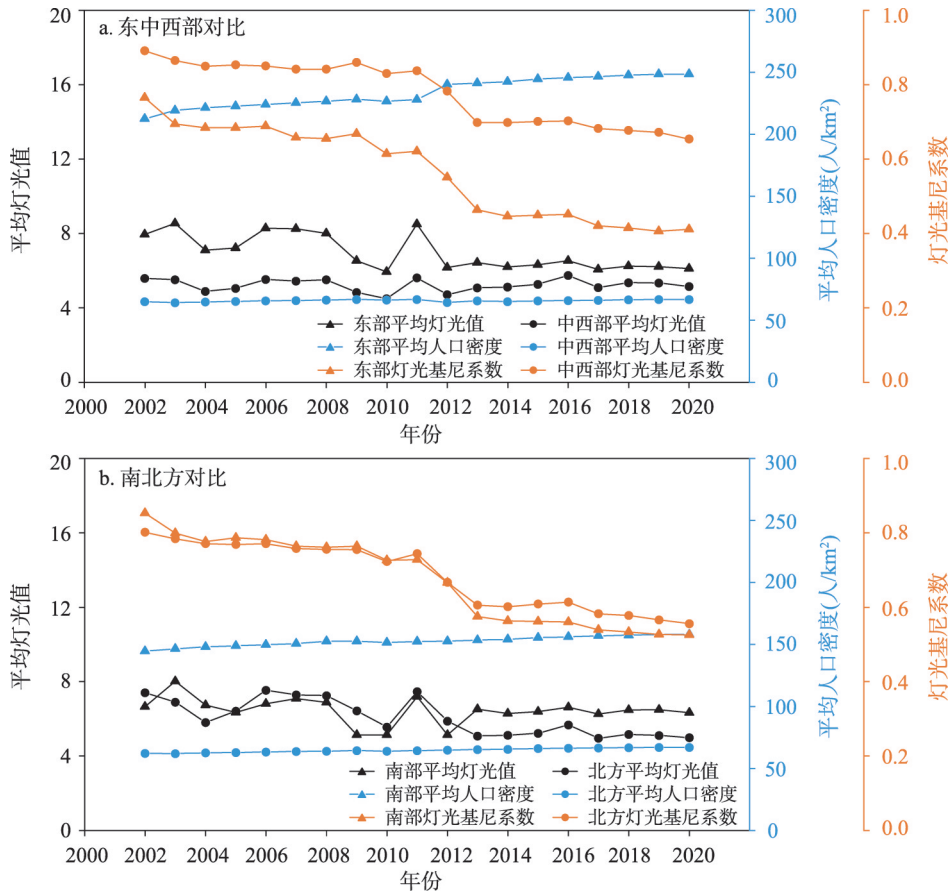 a. 东中西部对比
20
16
12
8
4
0
平均灯光值
300
250
200
150
100
50
0
平均人口密度(人/km²)
1.0
0.8
0.6
0.4
0.2
0.0
灯光基尼系数
东部平均灯光值 中西部平均灯光值
东部平均人口密度 中西部平均人口密度
东部灯光基尼系数 中西部灯光基尼系数
2000 2002 2004 2006 2008 2010 2012 2014 2016 2018 2020
年份
b. 南北方对比
20
16
12
8
4
0
平均灯光值
300
250
200
150
100
50
0
平均人口密度(人/km²)
1.0
0.8
0.6
0.4
0.2
0.0
灯光基尼系数
南部平均灯光值 北方平均灯光值
南部平均人口密度 北方平均人口密度
南部灯光基尼系数 北方灯光基尼系数
2000 2002 2004 2006 2008 2010 2012 2014 2016 2018 2020
年份